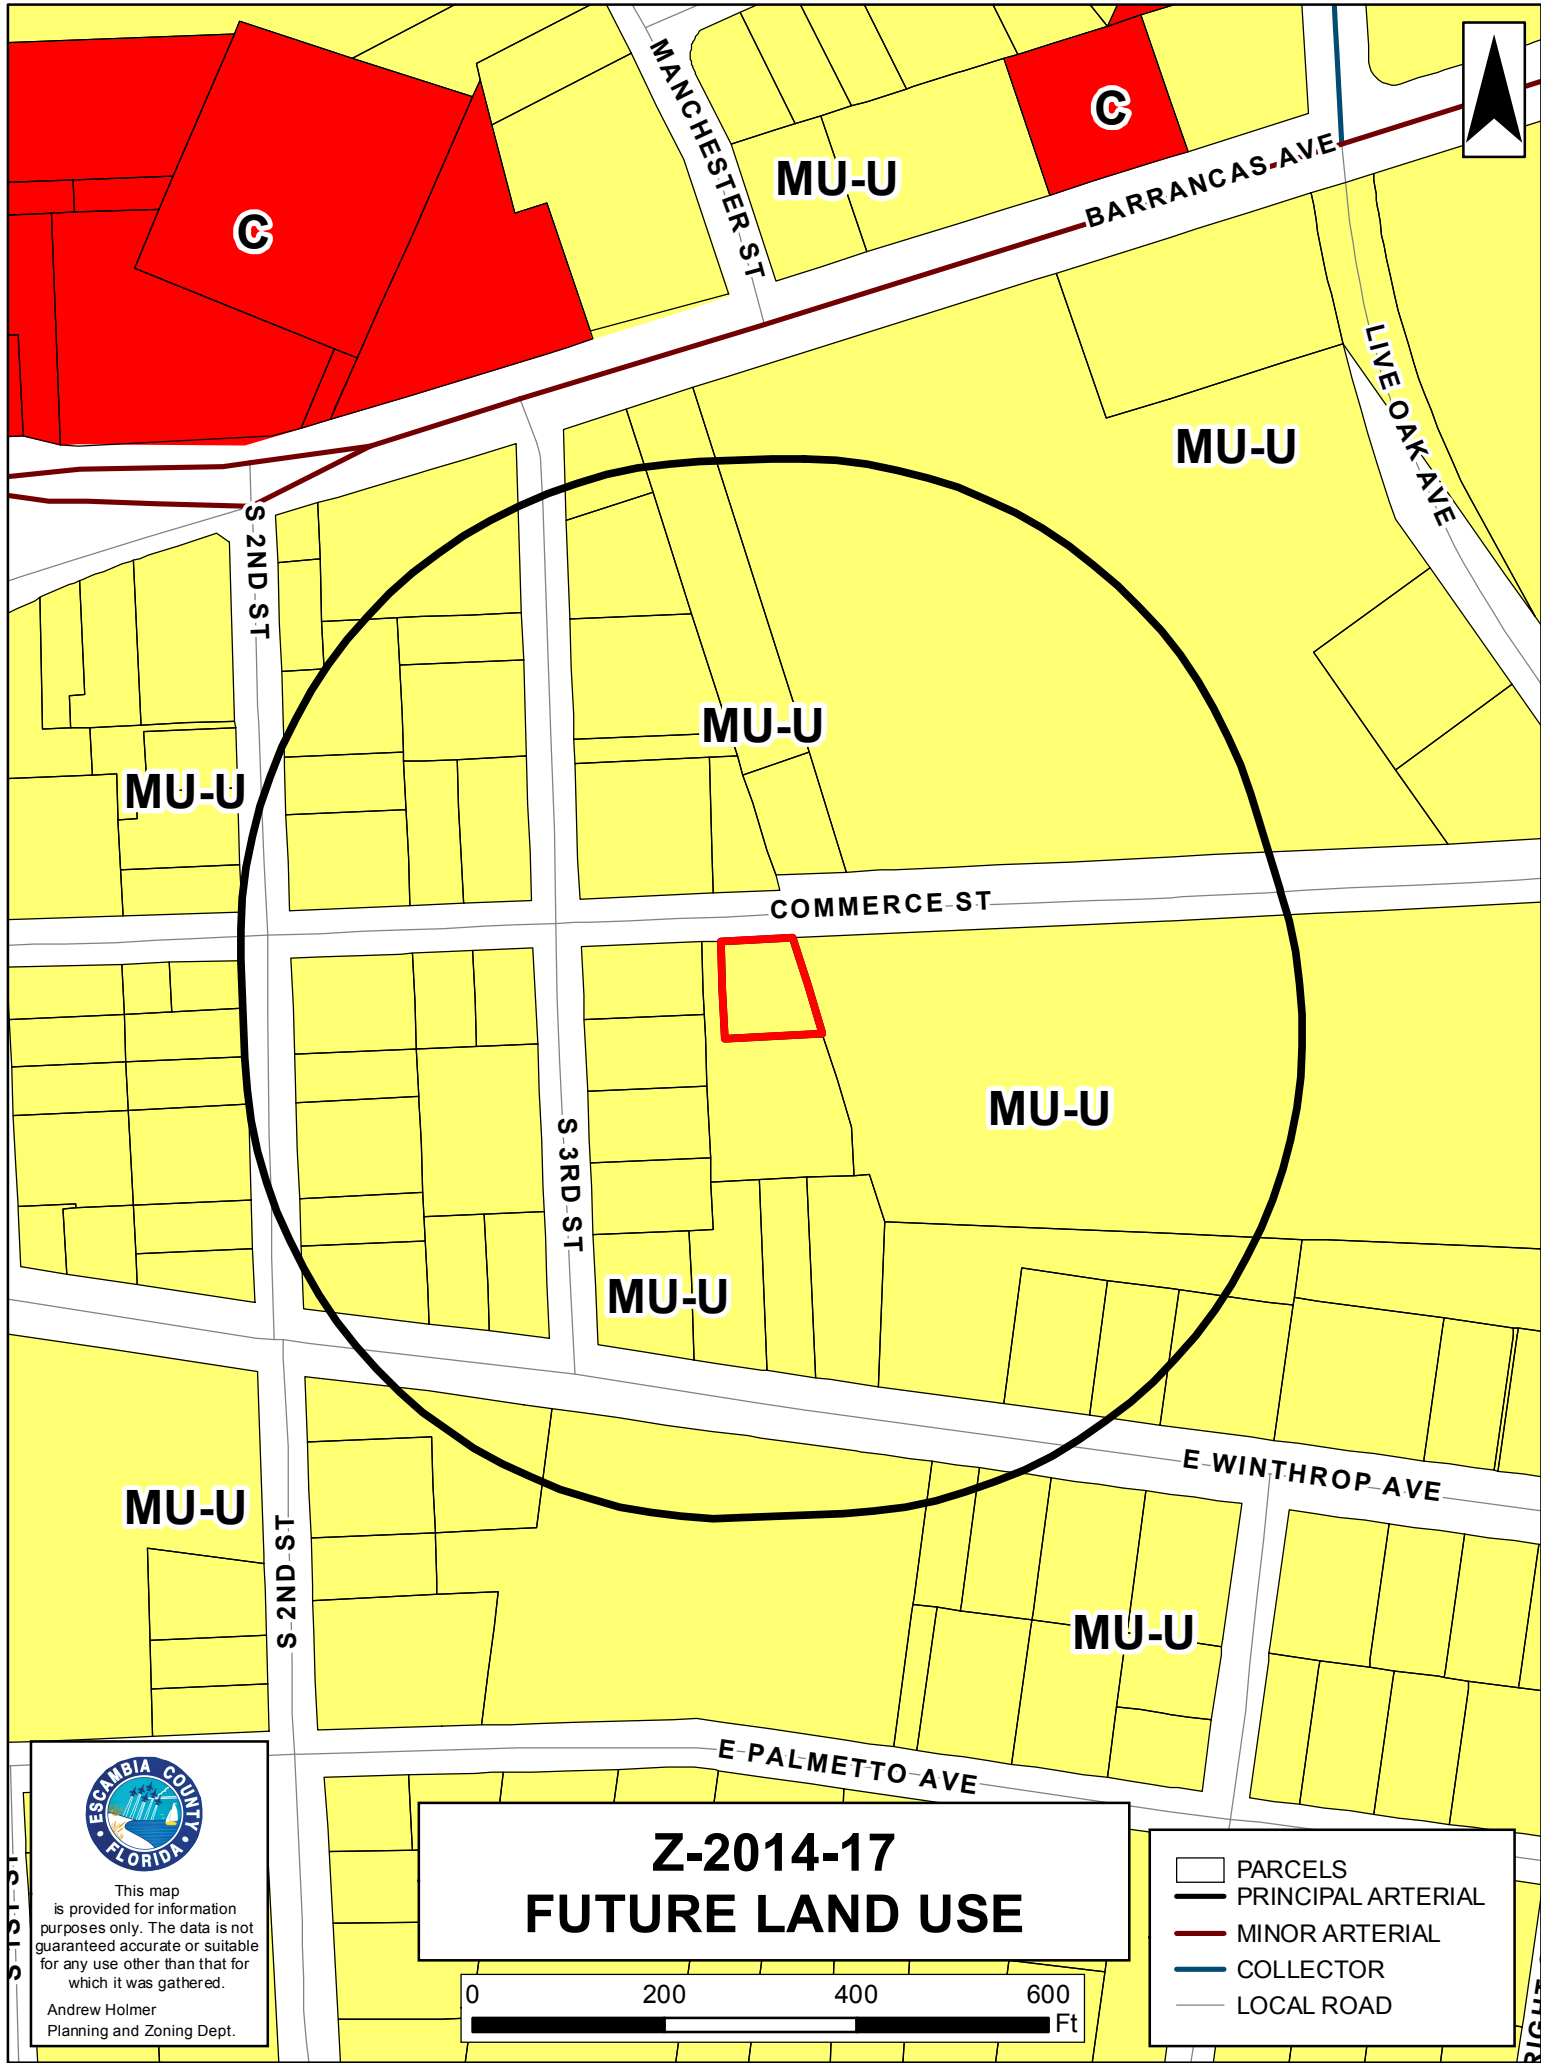 MANCHESTER ST
C
MU-U
BARRANCAS AVE
C
LIVE OAK AVE
MU-U
S 2ND ST
MU-U
MU-U
COMMERCE ST
MU-U
S 3RD ST
MU-U
E WINTHROP AVE
MU-U
S 2ND ST
MU-U
E PALMETTO AVE
S 1ST ST
ESCAMBIA COUNTY
FLORIDA
This map
is provided for information
purposes only. The data is not
guaranteed accurate or suitable
for any use other than that for
which it was gathered.
Andrew Holmer
Planning and Zoning Dept.
Z-2014-17
FUTURE LAND USE
0 200 400 600
Ft
PARCELS
PRINCIPAL ARTERIAL
MINOR ARTERIAL
COLLECTOR
LOCAL ROAD